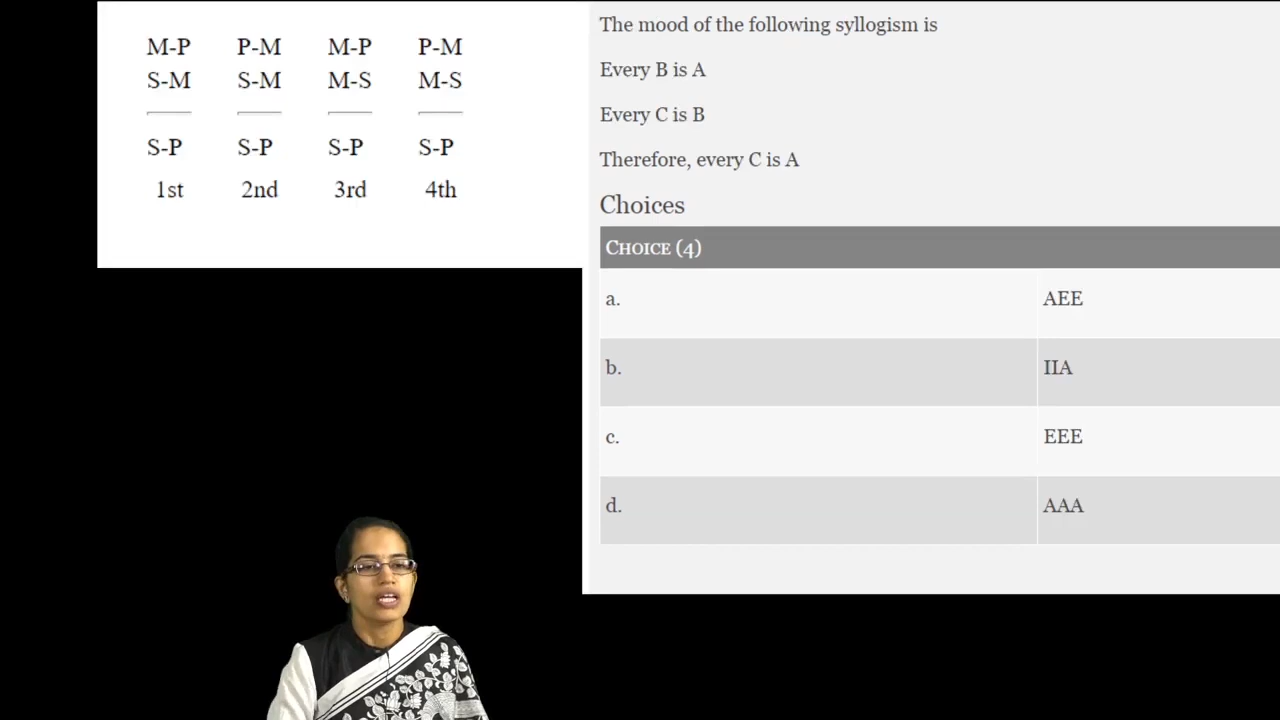 M-P P-M M-P P-M
S-M S-M M-S M-S
S-P S-P S-P S-P
1st 2nd 3rd 4th
The mood of the following syllogism is
Every B is A
Every C is B
Therefore, every C is A
Choices
CHOICE (4)
a. AEE
b. IIA
c. EEE
d. AAA